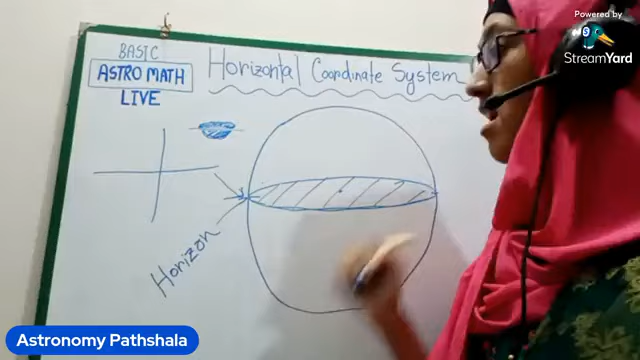 Powered by
StreamYard
BASIC
ASTRO MATH
LIVE
Horizontal Coordinate System
Horizon
Astronomy Pathshala